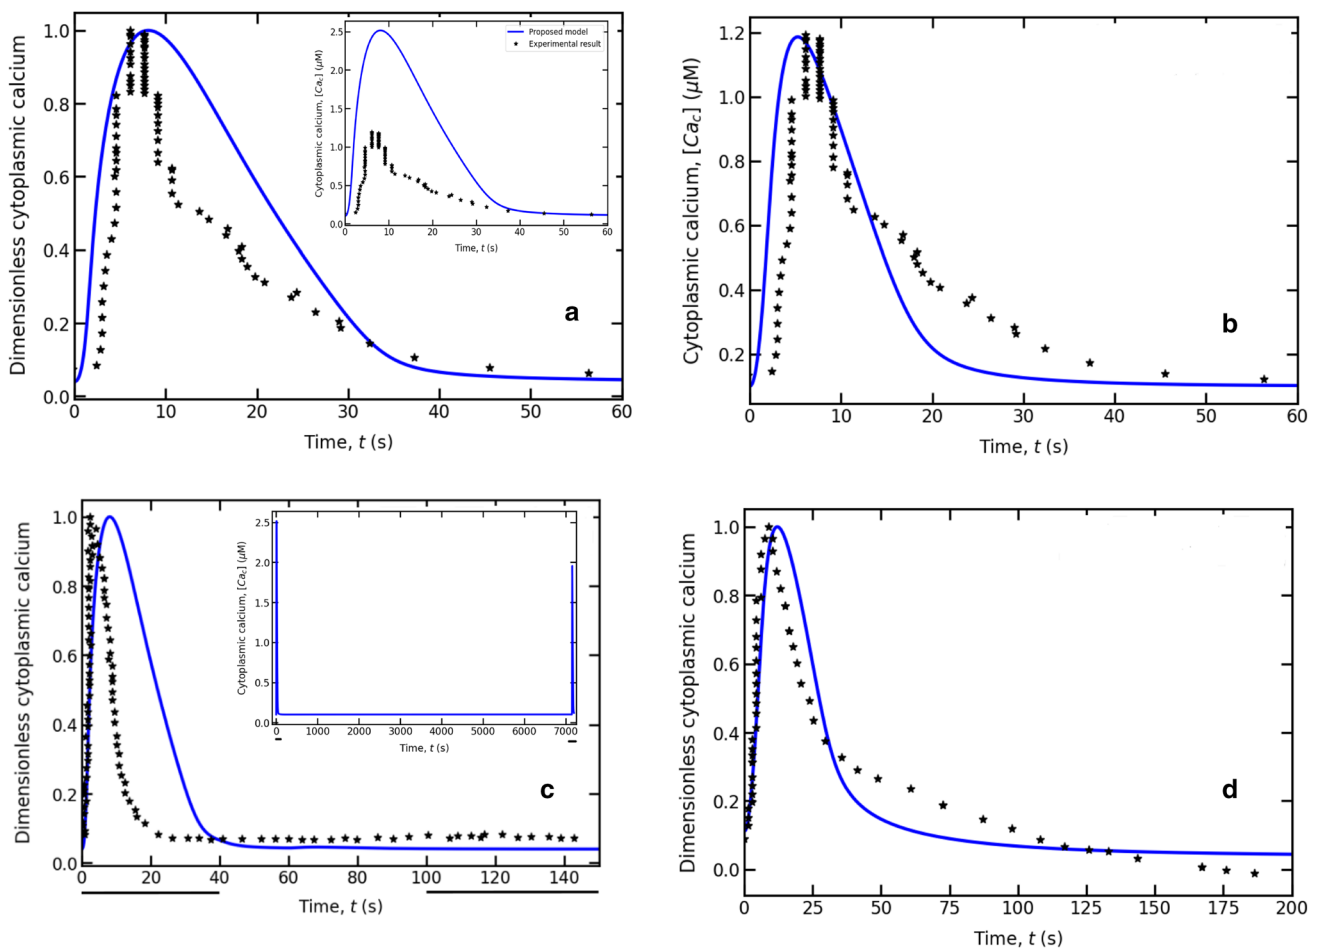 Dimensionless cytoplasmic calcium
1.0
0.8
0.6
0.4
0.2
0.0
0 10 20 30 40 50 60
Time, t (s)
a
Cytoplasmic calcium, [Ca_c] (μM)
2.5
2.0
1.5
1.0
0.5
0.0
0 10 20 30 40 50 60
Time, t (s)
Proposed model
Experimental result
Cytoplasmic calcium, [Ca_c] (μM)
1.2
1.0
0.8
0.6
0.4
0.2
0 10 20 30 40 50 60
Time, t (s)
b
Dimensionless cytoplasmic calcium
1.0
0.8
0.6
0.4
0.2
0.0
0 20 40 60 80 100 120 140
Time, t (s)
c
Cytoplasmic calcium, [Ca_c] (μM)
2.5
2.0
1.5
1.0
0.5
0.0
0 1000 2000 3000 4000 5000 6000 7000
Time, t (s)
Dimensionless cytoplasmic calcium
1.0
0.8
0.6
0.4
0.2
0.0
0 25 50 75 100 125 150 175 200
Time, t (s)
d